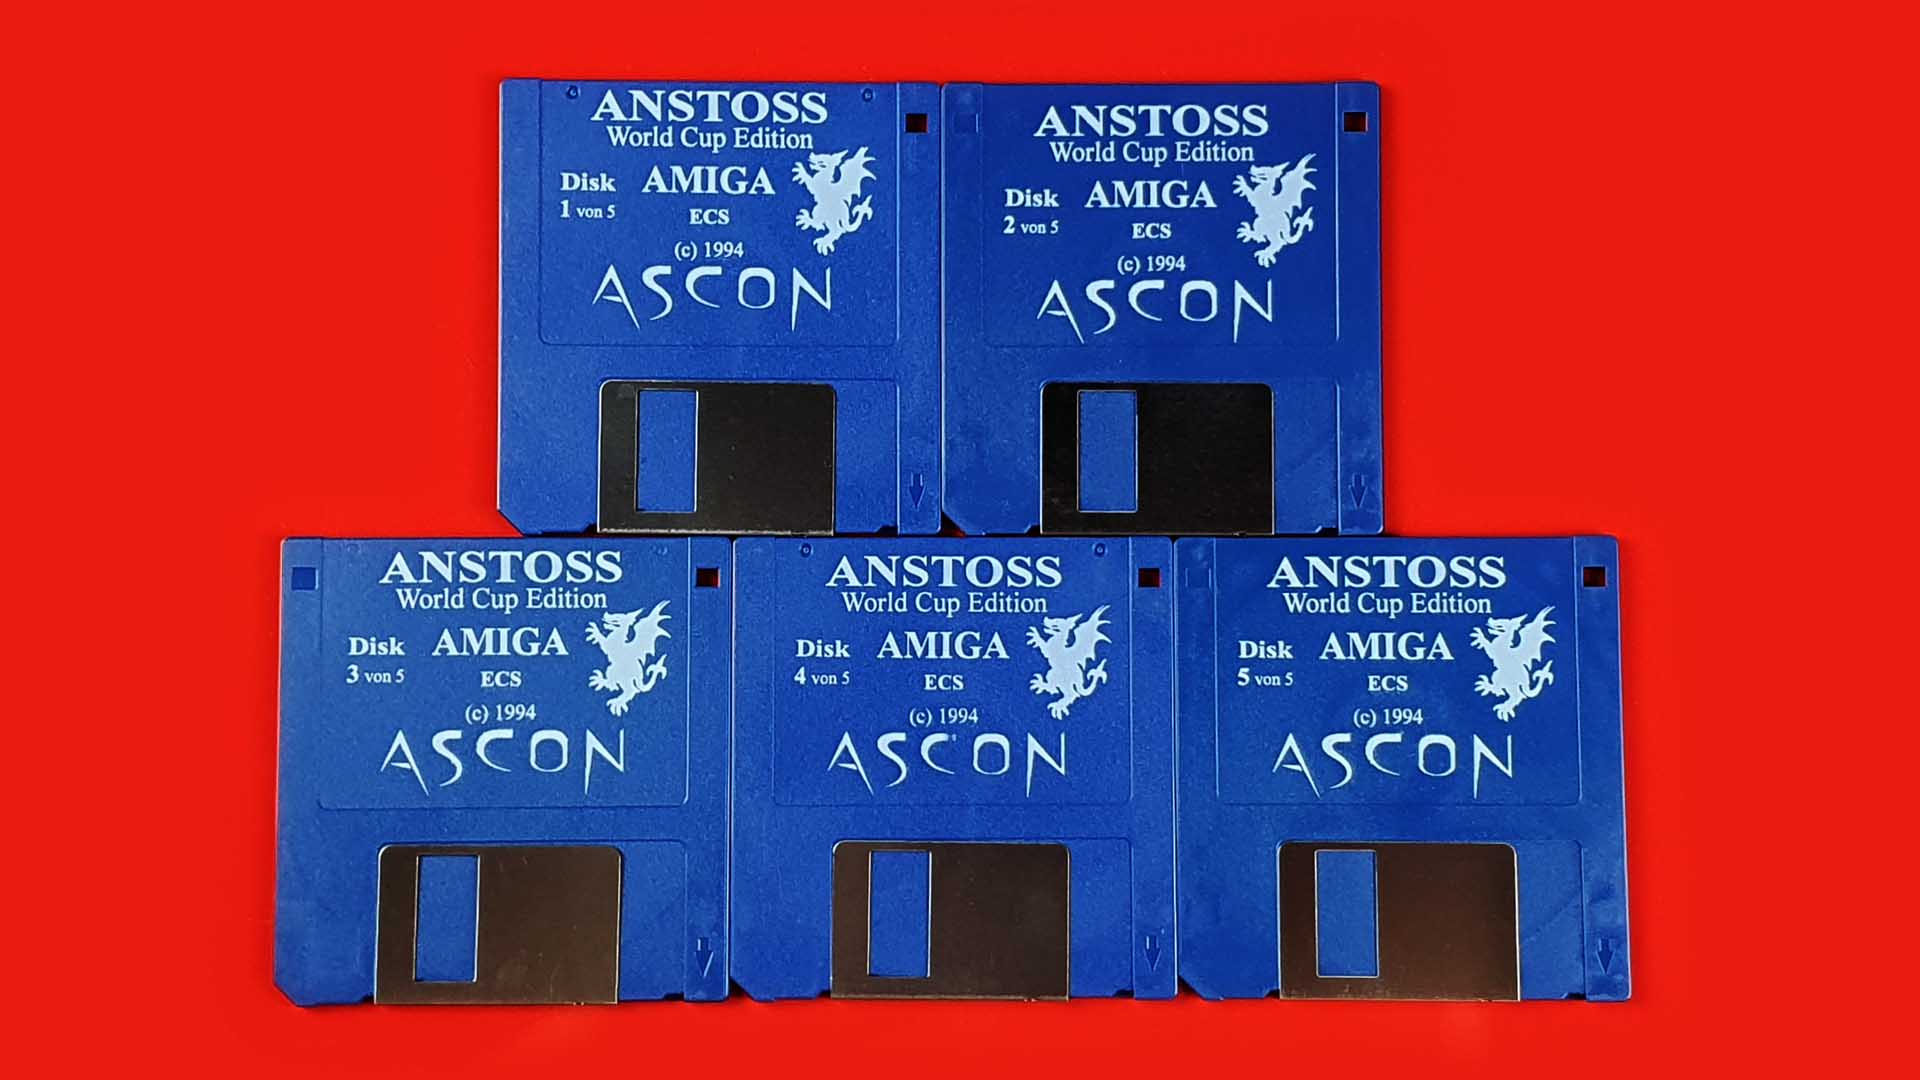 ANSTOSS
World Cup Edition
Disk AMIGA
1 von 5 ECS
(c) 1994
ASCON
ANSTOSS
World Cup Edition
Disk AMIGA
2 von 5 ECS
(c) 1994
ASCON
ANSTOSS
World Cup Edition
Disk AMIGA
3 von 5 ECS
(c) 1994
ASCON
ANSTOSS
World Cup Edition
Disk AMIGA
4 von 5 ECS
(c) 1994
ASCON
ANSTOSS
World Cup Edition
Disk AMIGA
5 von 5 ECS
(c) 1994
ASCON